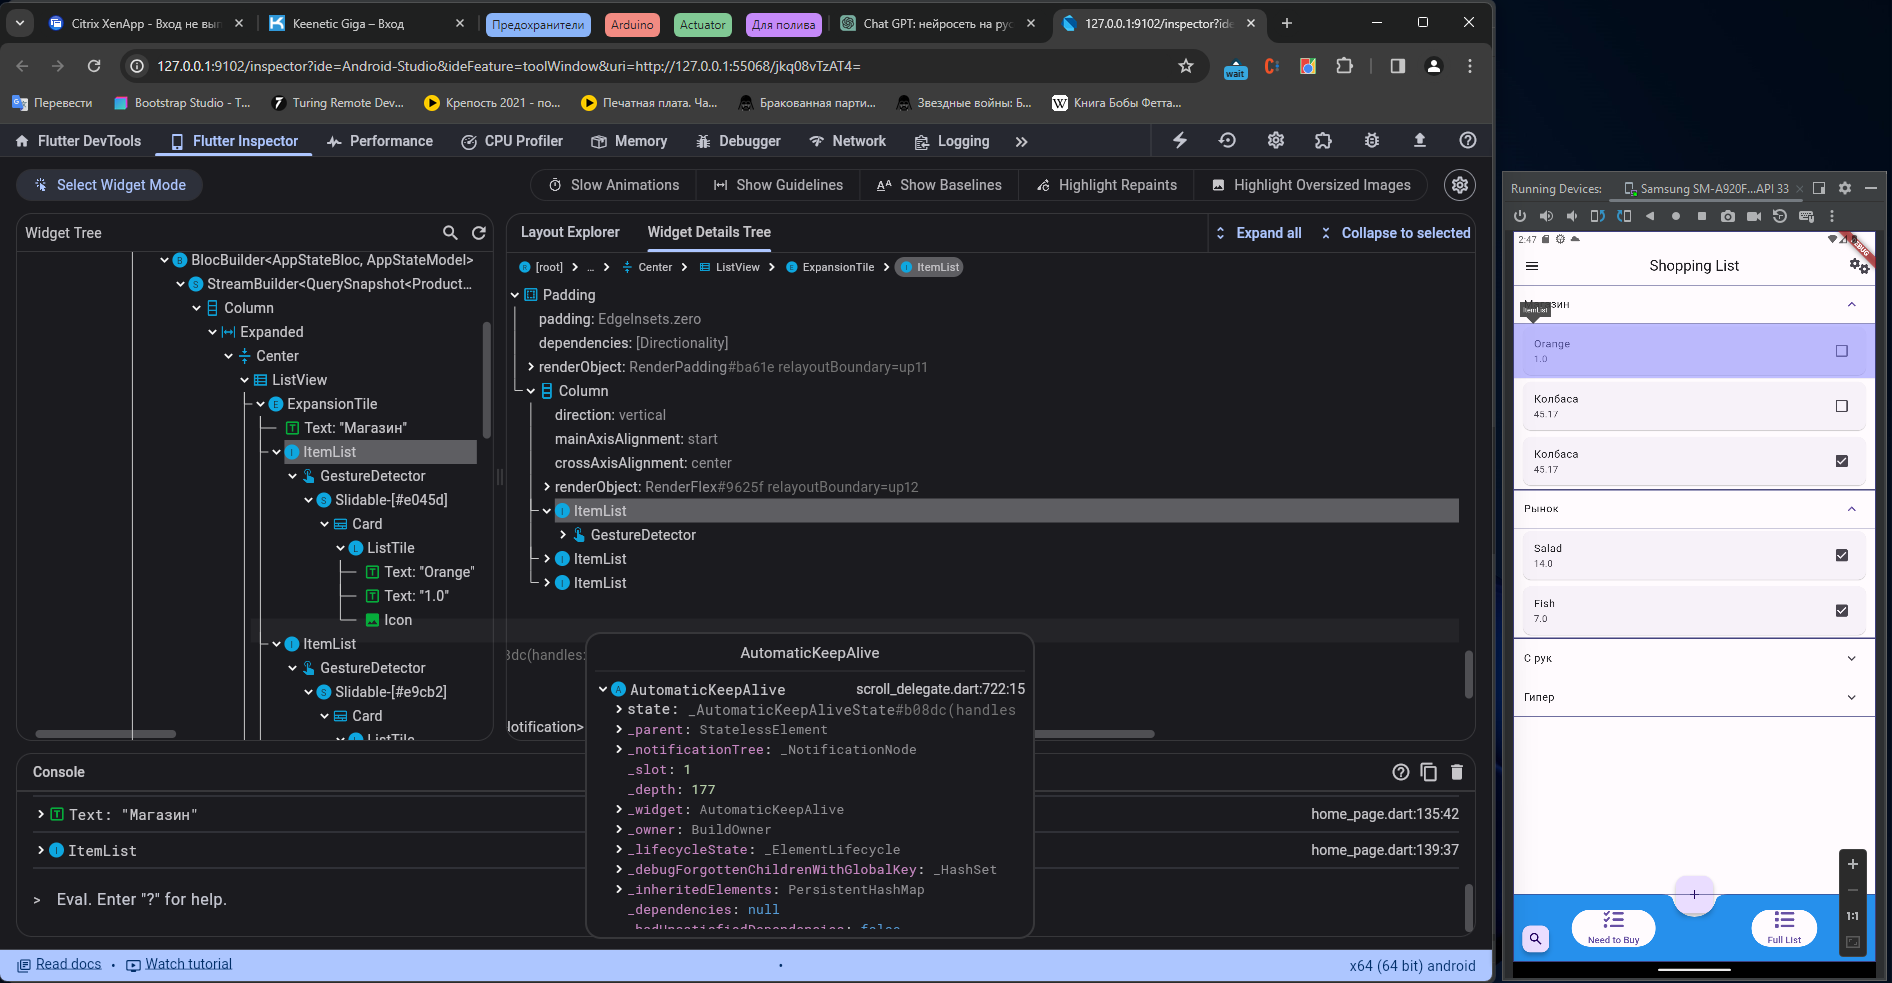 Citrix XenApp - Вход не вып
Keenetic Giga – Вход
Предохранители
Arduino
Actuator
Для полива
Chat GPT: нейросеть на рус
127.0.0.1:9102/inspector?ide
127.0.0.1:9102/inspector?ide=Android-Studio&ideFeature=toolWindow&uri=http://127.0.0.1:55068/jkq08vTzAT4=
wait
Перевести
Bootstrap Studio - T...
Turing Remote Dev...
Крепость 2021 - по...
Печатная плата. Ча...
Бракованная парти...
Звездные войны: Б...
Книга Бобы Фетта...
Flutter DevTools
Flutter Inspector
Performance
CPU Profiler
Memory
Debugger
Network
Logging
Select Widget Mode
Slow Animations
Show Guidelines
Show Baselines
Highlight Repaints
Highlight Oversized Images
Widget Tree
BlocBuilder<AppStateBloc, AppStateModel>
StreamBuilder<QuerySnapshot<Product...
Column
Expanded
Center
ListView
ExpansionTile
Text: "Магазин"
ItemList
GestureDetector
Slidable-[#e045d]
Card
ListTile
Text: "Orange"
Text: "1.0"
Icon
ItemList
GestureDetector
Slidable-[#e9cb2]
Card
ListTile
Layout Explorer
Widget Details Tree
Expand all
Collapse to selected
[root]
...
Center
ListView
ExpansionTile
ItemList
Padding
padding: EdgeInsets.zero
dependencies: [Directionality]
renderObject: RenderPadding#ba61e relayoutBoundary=up11
Column
direction: vertical
mainAxisAlignment: start
crossAxisAlignment: center
renderObject: RenderFlex#9625f relayoutBoundary=up12
ItemList
GestureDetector
ItemList
ItemList
3dc(handles:
lotification>
AutomaticKeepAlive
AutomaticKeepAlive scroll_delegate.dart:722:15
state: _AutomaticKeepAliveState#b08dc(handles
_parent: StatelessElement
_notificationTree: _NotificationNode
_slot: 1
_depth: 177
_widget: AutomaticKeepAlive
_owner: BuildOwner
_lifecycleState: _ElementLifecycle
_debugForgottenChildrenWithGlobalKey: _HashSet
_inheritedElements: PersistentHashMap
_dependencies: null
_hadUnsatisfiedDependencies: false
Console
Text: "Магазин" home_page.dart:135:42
ItemList home_page.dart:139:37
> Eval. Enter "?" for help.
Read docs • Watch tutorial
•
x64 (64 bit) android
Running Devices:
Samsung SM-A920F...API 33
2:47
Shopping List
ItemList
Orange
1.0
Колбаса
45.17
Колбаса
45.17
Рынок
Salad
14.0
Fish
7.0
С рук
Гипер
+
Need to Buy
Full List
1:1